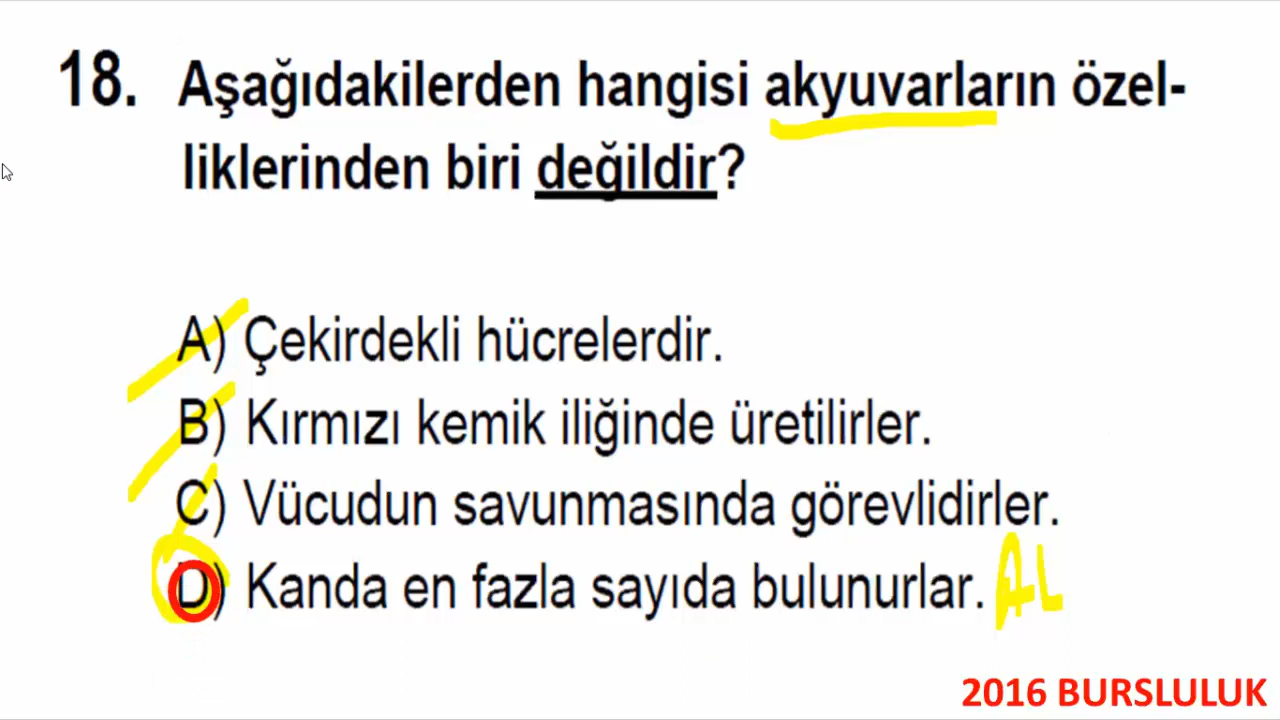 18. Aşağıdakilerden hangisi akyuvarların özel-
liklerinden biri değildir?
A) Çekirdekli hücrelerdir.
B) Kırmızı kemik iliğinde üretilirler.
C) Vücudun savunmasında görevlidirler.
D) Kanda en fazla sayıda bulunurlar. AL
2016 BURSLULUK